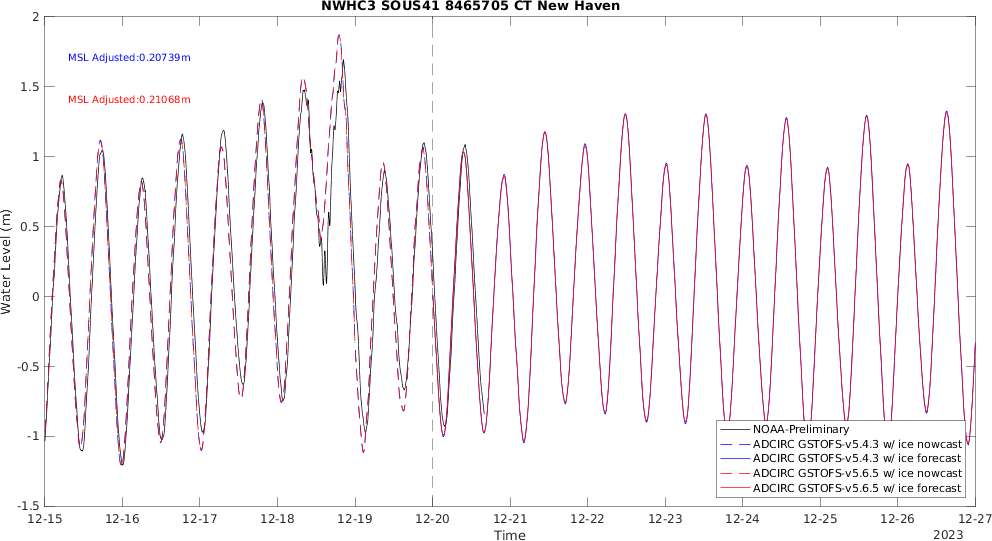 NWHC3 SOUS41 8465705 CT New Haven
MSL Adjusted:0.20739m
MSL Adjusted:0.21068m
Water Level (m)
2
1.5
1
0.5
0
-0.5
-1
-1.5
NOAA-Preliminary
ADCIRC GSTOFS-v5.4.3 w/ ice nowcast
ADCIRC GSTOFS-v5.4.3 w/ ice forecast
ADCIRC GSTOFS-v5.6.5 w/ ice nowcast
ADCIRC GSTOFS-v5.6.5 w/ ice forecast
12-15 12-16 12-17 12-18 12-19 12-20 12-21 12-22 12-23 12-24 12-25 12-26 12-27
Time
2023